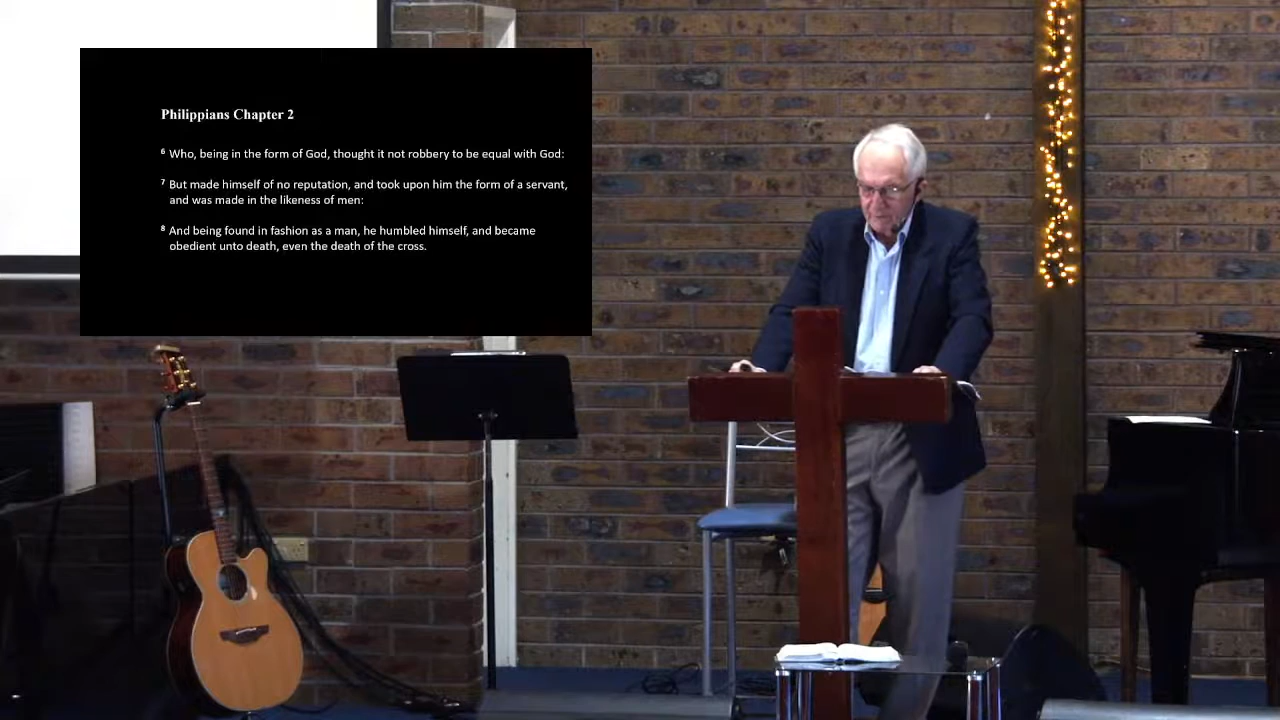 Philippians Chapter 2
6 Who, being in the form of God, thought it not robbery to be equal with God:
7 But made himself of no reputation, and took upon him the form of a servant,
and was made in the likeness of men:
8 And being found in fashion as a man, he humbled himself, and became
obedient unto death, even the death of the cross.